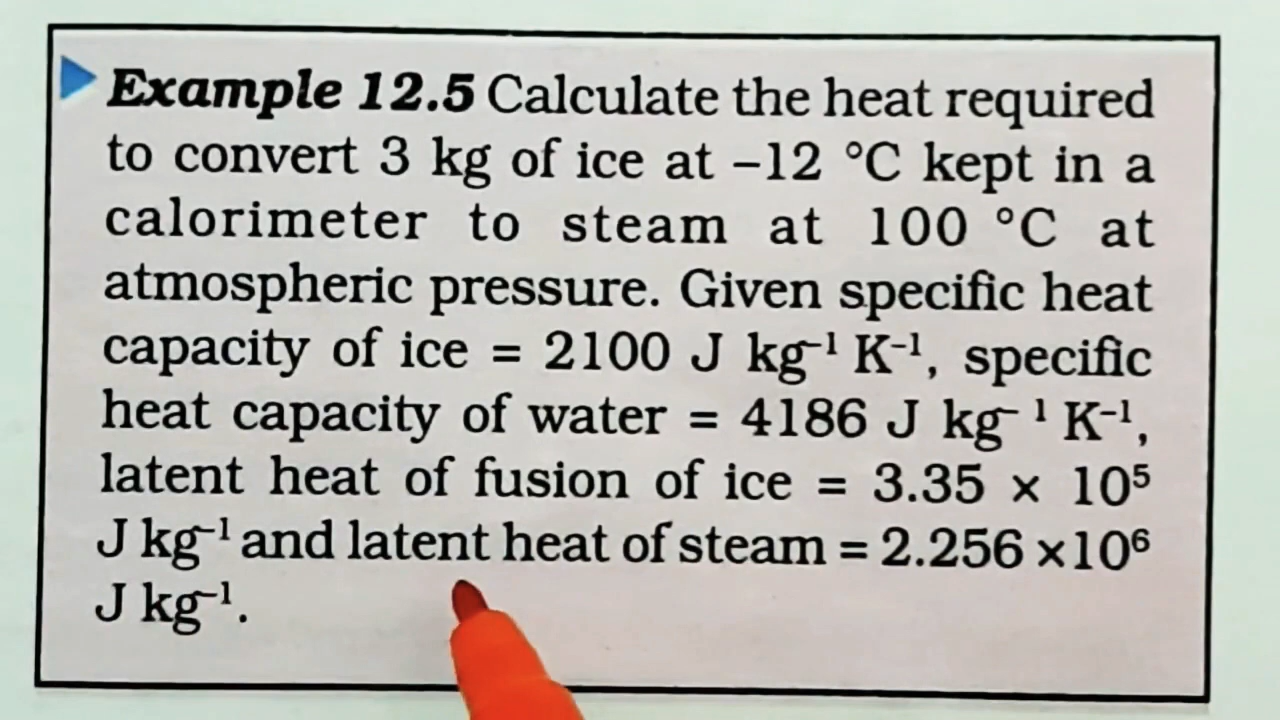 Example 12.5 Calculate the heat required
to convert 3 kg of ice at –12 °C kept in a
calorimeter to steam at 100 °C at
atmospheric pressure. Given specific heat
capacity of ice = 2100 J kg⁻¹ K⁻¹, specific
heat capacity of water = 4186 J kg⁻ ¹ K⁻¹,
latent heat of fusion of ice = 3.35 × 10⁵
J kg⁻¹ and latent heat of steam = 2.256 ×10⁶
J kg⁻¹.